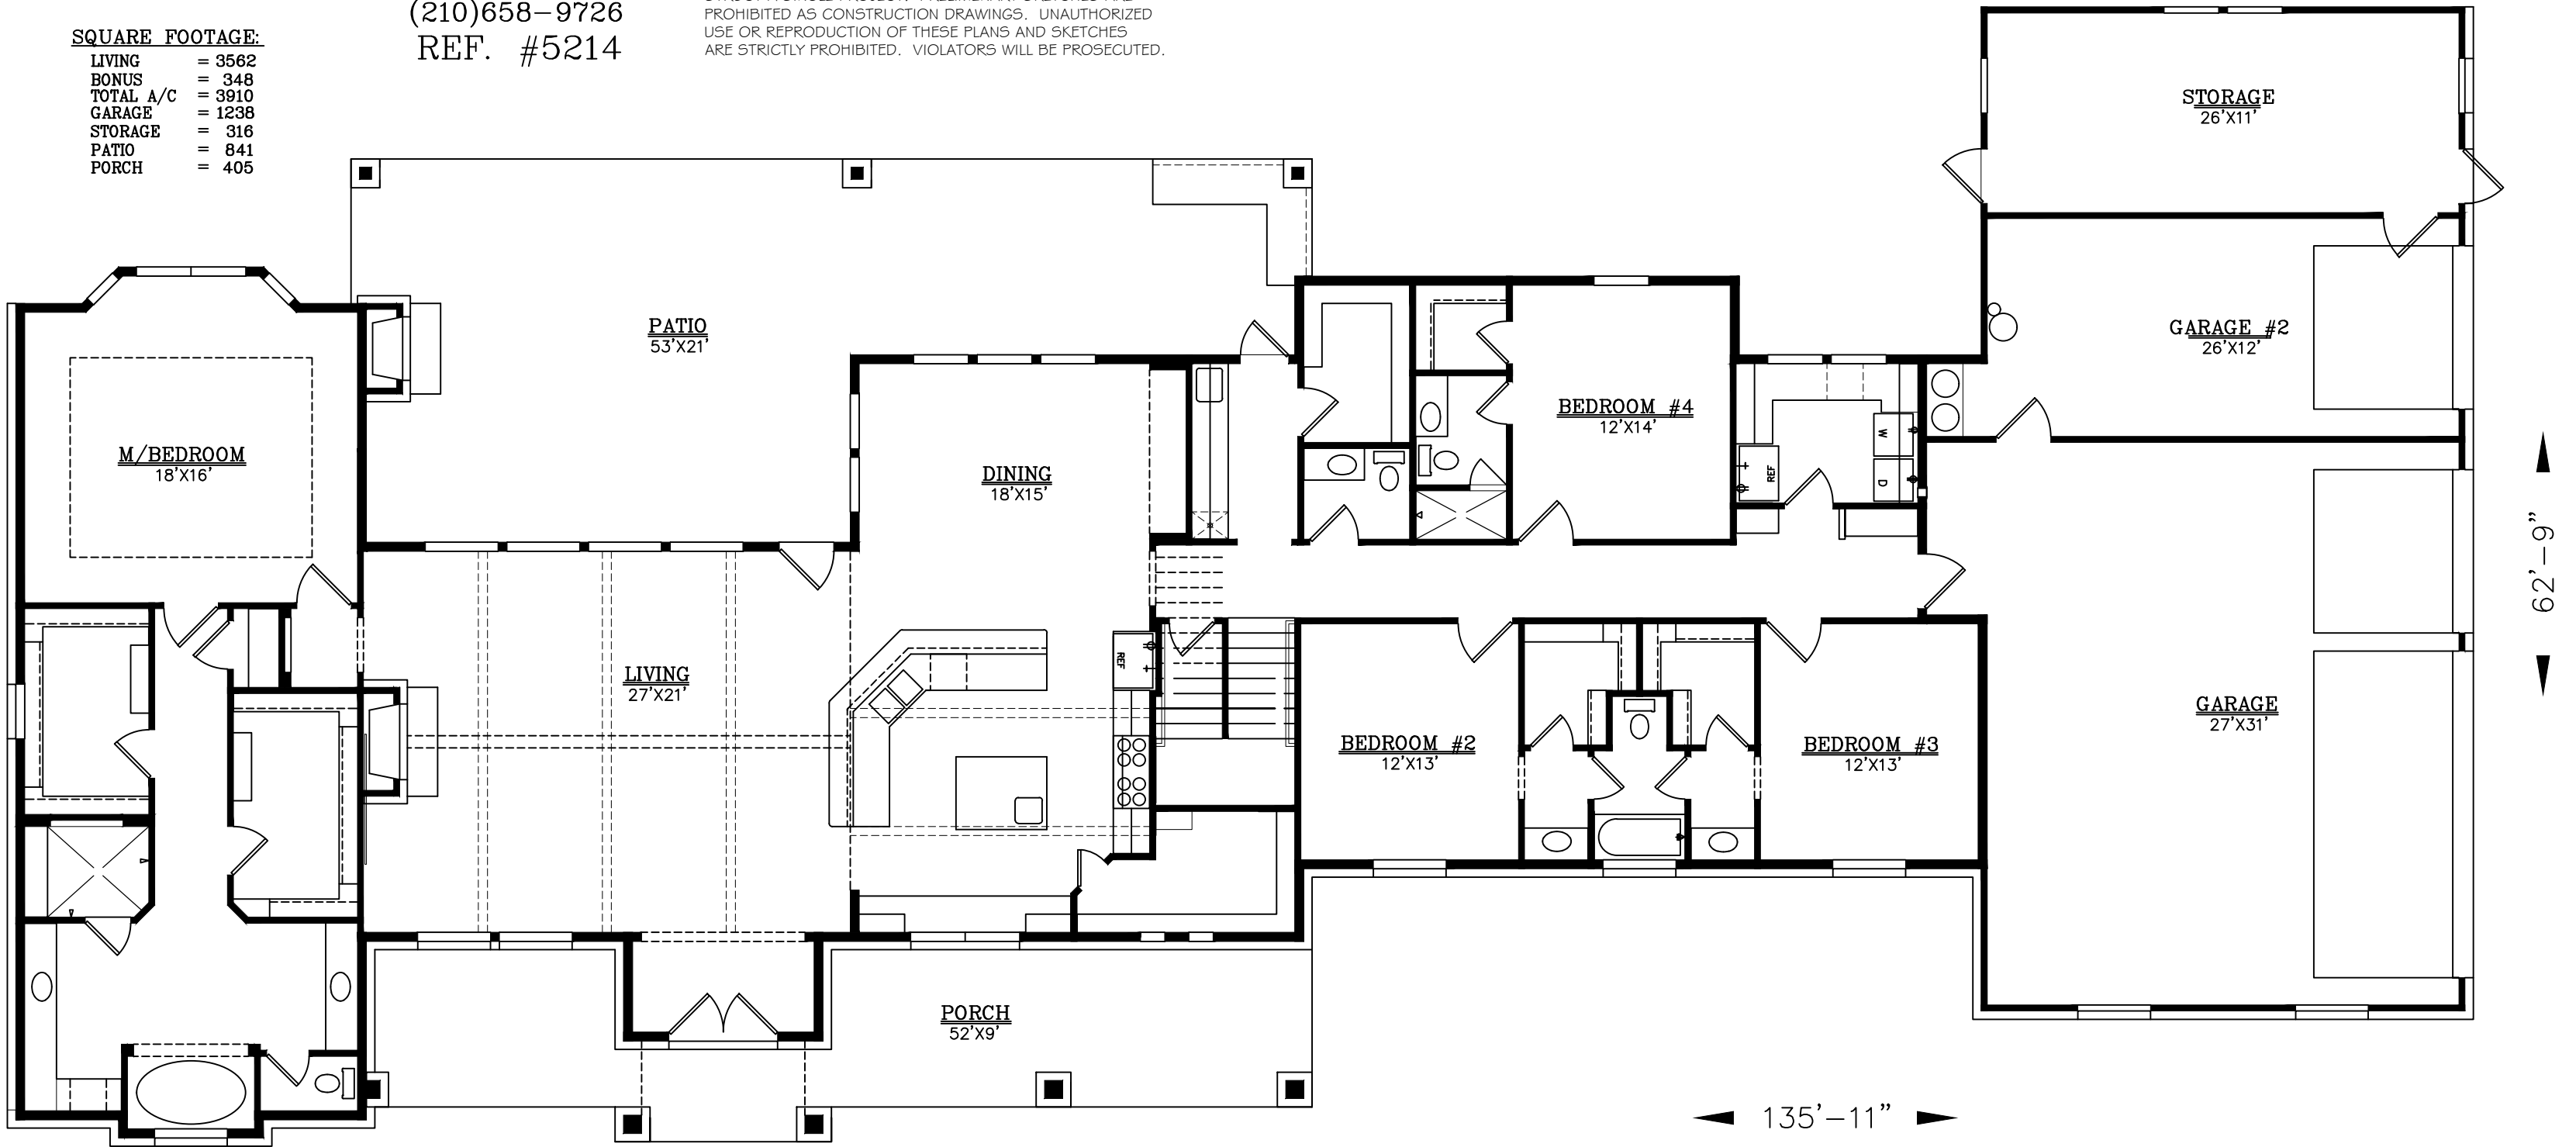 SQUARE FOOTAGE:
LIVING = 3562
BONUS = 348
TOTAL A/C = 3910
GARAGE = 1238
STORAGE = 316
PATIO = 841
PORCH = 405
(210)658-9726
REF. #5214
PROHIBITED AS CONSTRUCTION DRAWINGS. UNAUTHORIZED
USE OR REPRODUCTION OF THESE PLANS AND SKETCHES
ARE STRICTLY PROHIBITED. VIOLATORS WILL BE PROSECUTED.
STORAGE
26'X11'
PATIO
53'X21'
GARAGE #2
26'X12'
BEDROOM #4
12'X14'
M/BEDROOM
18'X16'
DINING
18'X15'
W
REF
D
62'-9"
LIVING
27'X21'
REF
GARAGE
27'X31'
BEDROOM #2
12'X13'
BEDROOM #3
12'X13'
PORCH
52'X9'
135'-11"